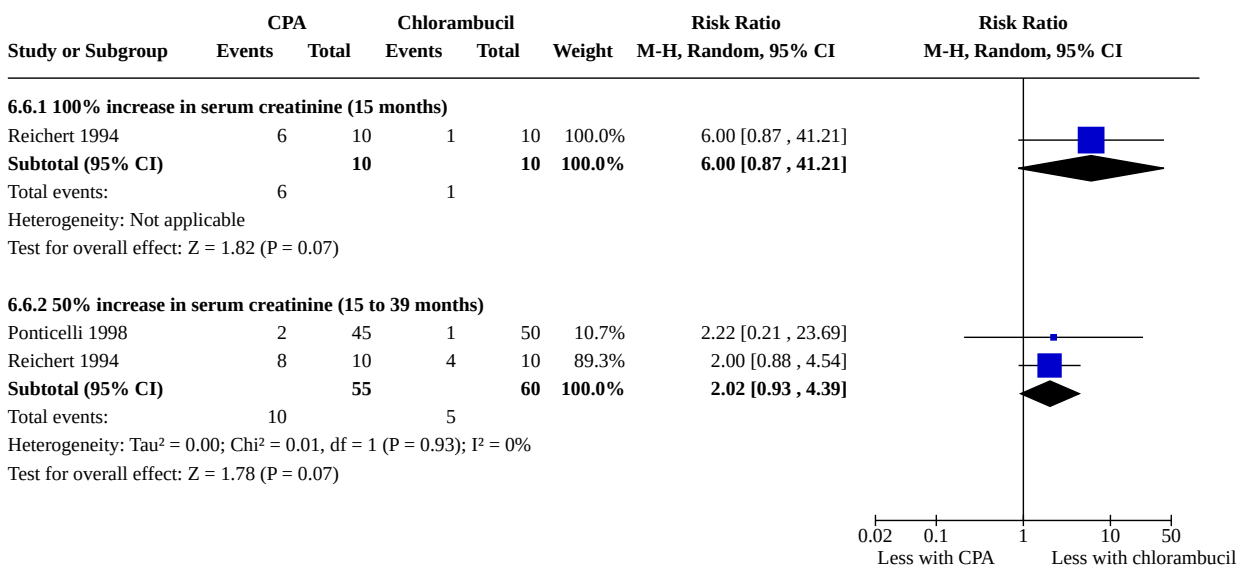 CPA Chlorambucil Risk Ratio Risk Ratio
Study or Subgroup Events Total Events Total Weight M-H, Random, 95% CI M-H, Random, 95% CI
6.6.1 100% increase in serum creatinine (15 months)
Reichert 1994 6 10 1 10 100.0% 6.00 [0.87 , 41.21]
Subtotal (95% CI) 10 10 100.0% 6.00 [0.87 , 41.21]
Total events: 6 1
Heterogeneity: Not applicable
Test for overall effect: Z = 1.82 (P = 0.07)
6.6.2 50% increase in serum creatinine (15 to 39 months)
Ponticelli 1998 2 45 1 50 10.7% 2.22 [0.21 , 23.69]
Reichert 1994 8 10 4 10 89.3% 2.00 [0.88 , 4.54]
Subtotal (95% CI) 55 60 100.0% 2.02 [0.93 , 4.39]
Total events: 10 5
Heterogeneity: Tau² = 0.00; Chi² = 0.01, df = 1 (P = 0.93); I² = 0%
Test for overall effect: Z = 1.78 (P = 0.07)
0.02 0.1 1 10 50
Less with CPA Less with chlorambucil